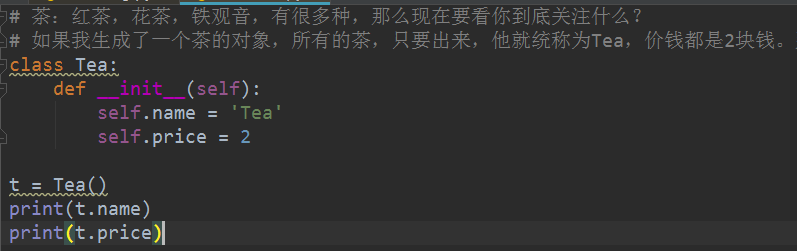 # 茶：红茶，花茶，铁观音，有很多种，那么现在要看你到底关注什么？
# 如果我生成了一个茶的对象，所有的茶，只要出来，他就统称为Tea，价钱都是2块钱。
class Tea:
    def __init__(self):
        self.name = 'Tea'
        self.price = 2
t = Tea()
print(t.name)
print(t.price)